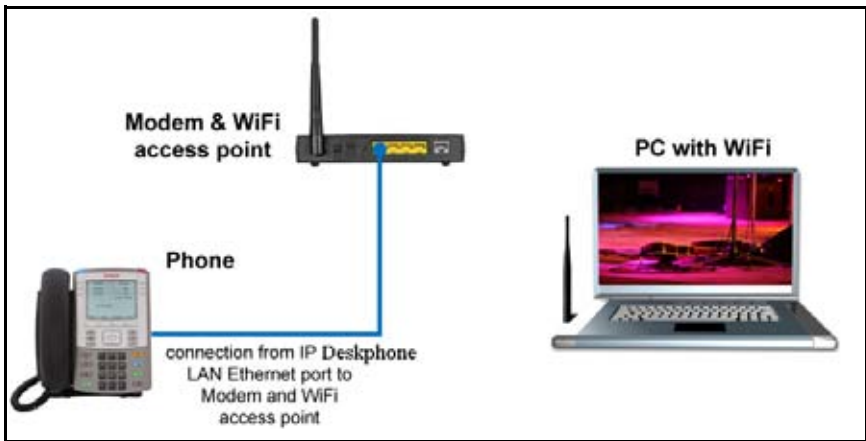 Modem & WiFi
access point
PC with WiFi
Phone
connection from IP Deskphone
LAN Ethernet port to
Modem and WiFi
access point